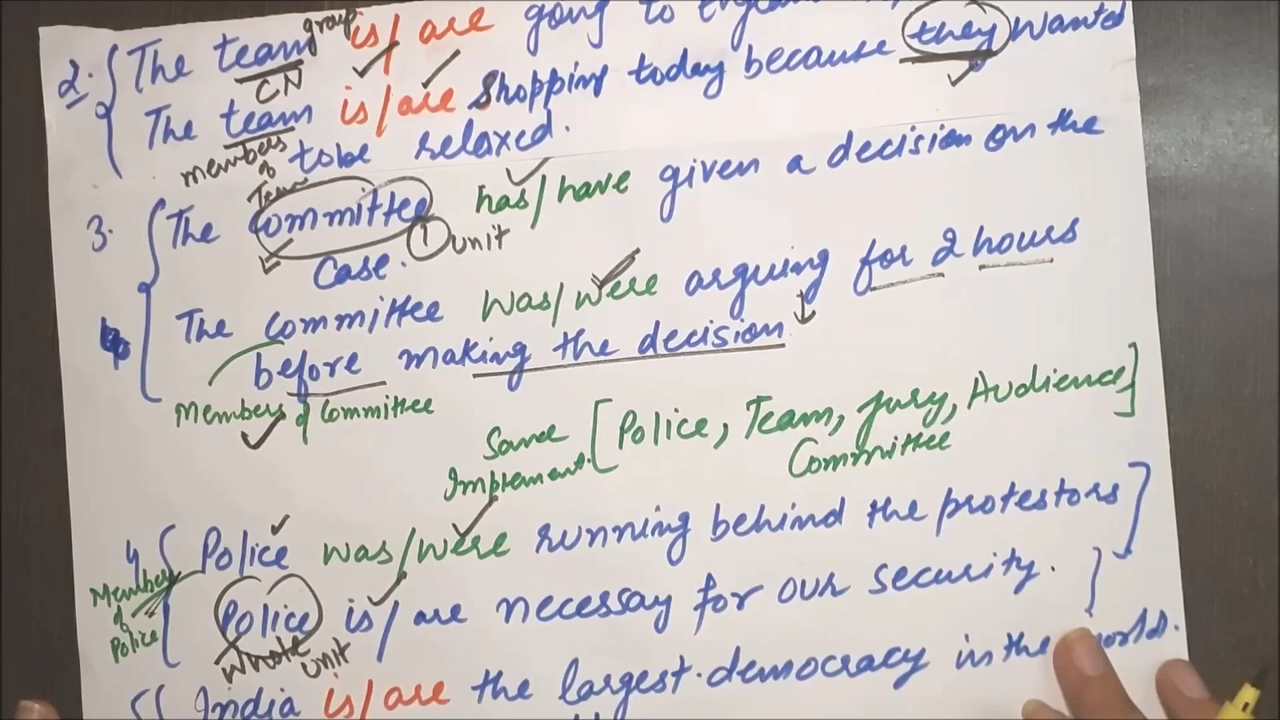 2. The team is/are going to
group
CN
The team is/are shopping today because they wanted
to be relaxed.
members
of
Team
3. The committee has/have given a decision on the
case. 1 unit
The committee was/were arguing for 2 hours
before making the decision
Members of Committee
Same [Police, Team, Jury, Audience]
Implement. Committee
4 Police was/were running behind the protestors
Members
of
Police
Police is/are necessay for our security.
whole unit
5 India is/are the largest democracy in the world.